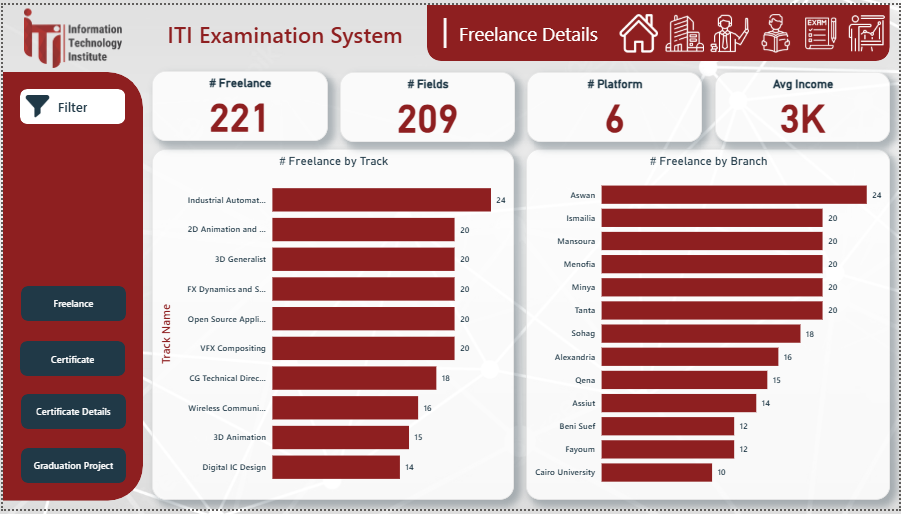 iTi
Information
Technology
Institute
ITI Examination System
Freelance Details
EXAM
Filter
# Freelance
221
# Fields
209
# Platform
6
Avg Income
3K
Freelance
Certificate
Certificate Details
Graduation Project
# Freelance by Track
Track Name
Industrial Automat... 24
2D Animation and ... 20
3D Generalist 20
FX Dynamics and S... 20
Open Source Appli... 20
VFX Compositing 20
CG Technical Direc... 18
Wireless Communi... 16
3D Animation 15
Digital IC Design 14
# Freelance by Branch
Aswan 24
Ismailia 20
Mansoura 20
Menofia 20
Minya 20
Tanta 20
Sohag 18
Alexandria 16
Qena 15
Assiut 14
Beni Suef 12
Fayoum 12
Cairo University 10